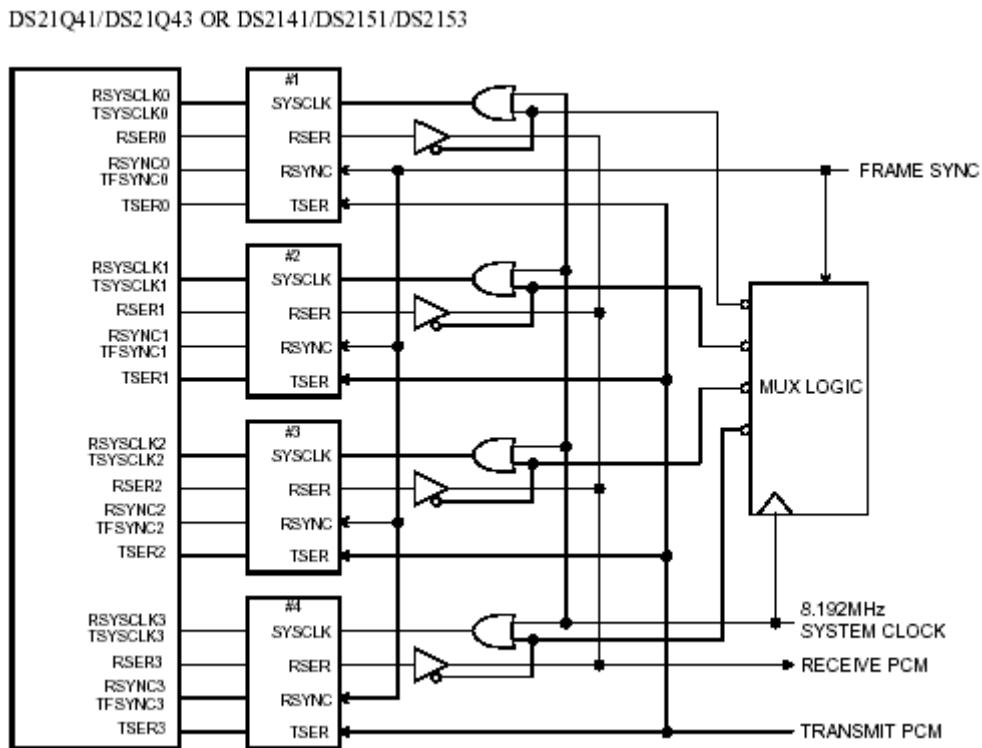 DS21Q41/DS21Q43 OR DS2141/DS2151/DS2153
RSYSCLK0
TSYSCLK0
RSER0
RSYNC0
TFSYNC0
TSER0
#1
SYSCLK
RSER
RSYNC
TSER
FRAME SYNC
RSYSCLK1
TSYSCLK1
RSER1
RSYNC1
TFSYNC1
TSER1
#2
SYSCLK
RSER
RSYNC
TSER
MUX LOGIC
RSYSCLK2
TSYSCLK2
RSER2
RSYNC2
TFSYNC2
TSER2
#3
SYSCLK
RSER
RSYNC
TSER
RSYSCLK3
TSYSCLK3
RSER3
RSYNC3
TFSYNC3
TSER3
#4
SYSCLK
RSER
RSYNC
TSER
8.192MHz
SYSTEM CLOCK
RECEIVE PCM
TRANSMIT PCM